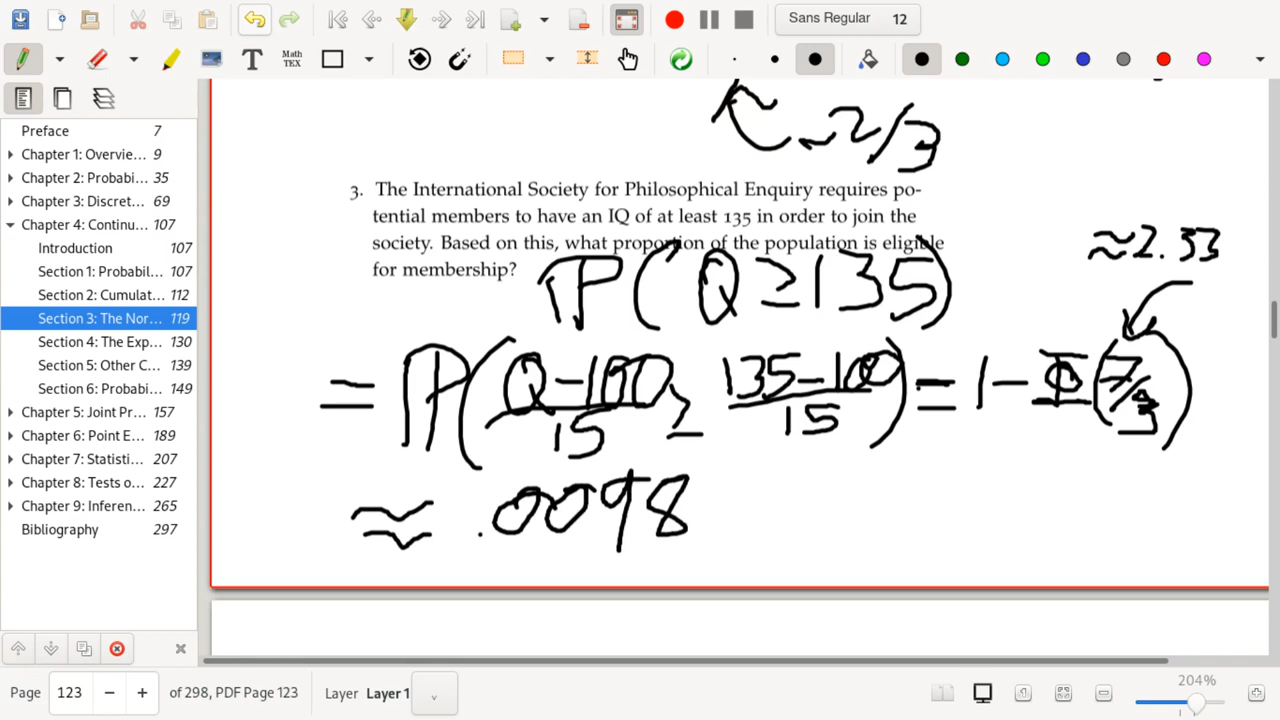 Sans Regular 12
T Math TEX
Preface 7
Chapter 1: Overvie... 9
Chapter 2: Probabi... 35
Chapter 3: Discret... 69
Chapter 4: Continu... 107
Introduction 107
Section 1: Probabil... 107
Section 2: Cumulat... 112
Section 3: The Nor... 119
Section 4: The Exp... 130
Section 5: Other C... 139
Section 6: Probabi... 149
Chapter 5: Joint Pr... 157
Chapter 6: Point E... 189
Chapter 7: Statisti... 207
Chapter 8: Tests o... 227
Chapter 9: Inferen... 265
Bibliography 297
~2/3
3. The International Society for Philosophical Enquiry requires po-
tential members to have an IQ of at least 135 in order to join the
society. Based on this, what proportion of the population is eligible
for membership?
≈2.33
P(Q≥135)
= P(Q-100/15 ≥ 135-100/15) = 1-Φ(7/3)
≈ .0098
Page 123 of 298, PDF Page 123 Layer Layer 1 204%